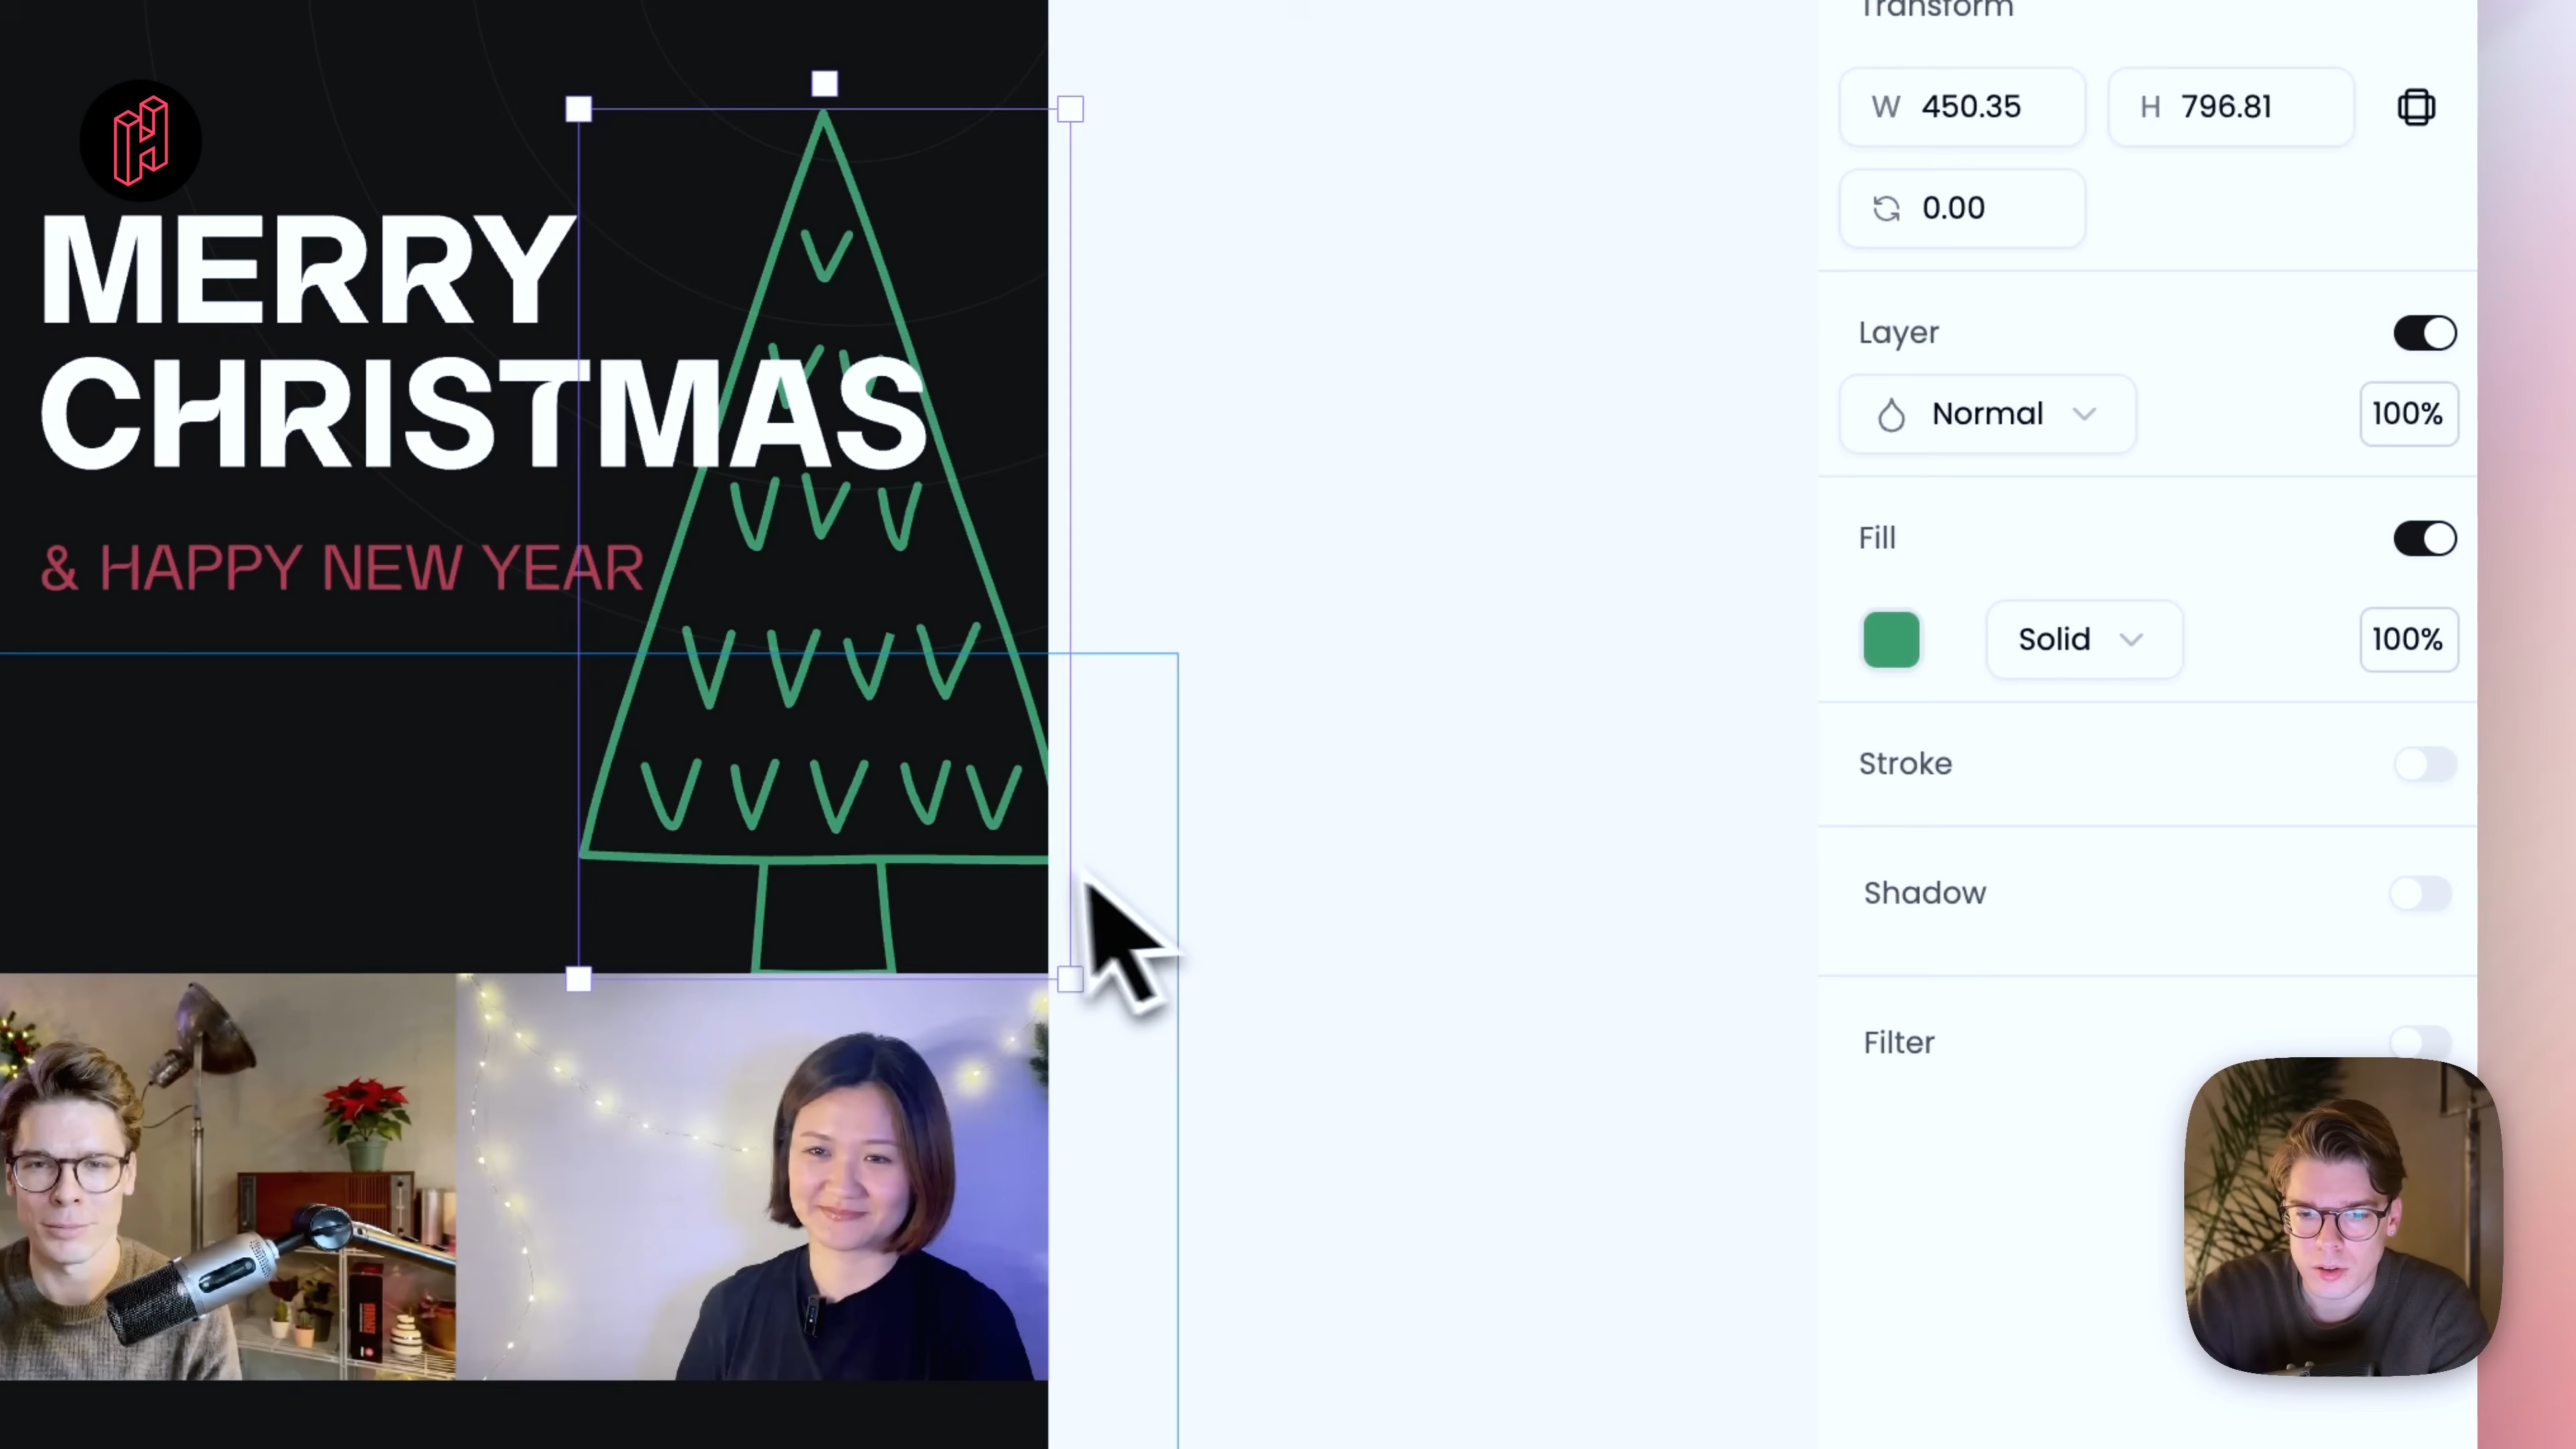 MERRY
CHRISTMAS
& HAPPY NEW YEAR
Transform
W 450.35 H 796.81
0.00
Layer
Normal 100%
Fill
Solid 100%
Stroke
Shadow
Filter